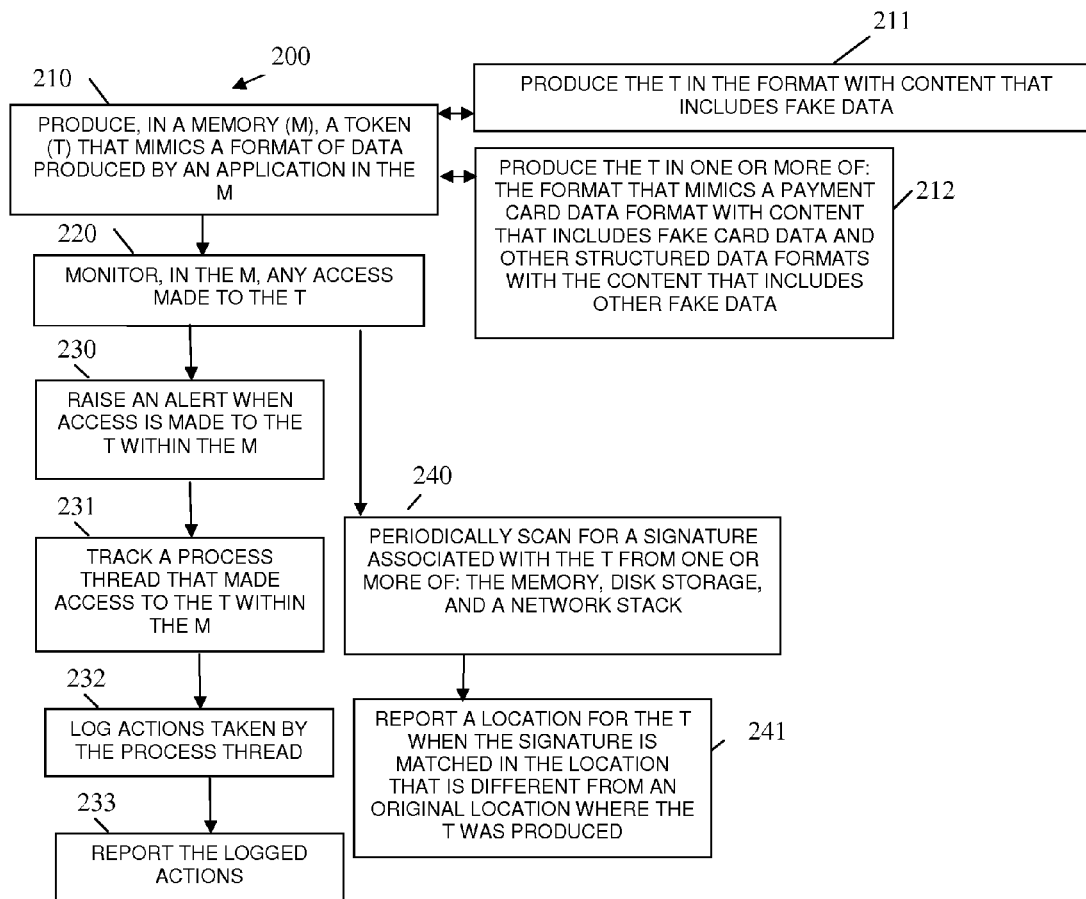 200
210
PRODUCE, IN A MEMORY (M), A TOKEN
(T) THAT MIMICS A FORMAT OF DATA
PRODUCED BY AN APPLICATION IN THE
M
211
PRODUCE THE T IN THE FORMAT WITH CONTENT THAT
INCLUDES FAKE DATA
212
PRODUCE THE T IN ONE OR MORE OF:
THE FORMAT THAT MIMICS A PAYMENT
CARD DATA FORMAT WITH CONTENT
THAT INCLUDES FAKE CARD DATA AND
OTHER STRUCTURED DATA FORMATS
WITH THE CONTENT THAT INCLUDES
OTHER FAKE DATA
220
MONITOR, IN THE M, ANY ACCESS
MADE TO THE T
230
RAISE AN ALERT WHEN
ACCESS IS MADE TO THE
T WITHIN THE M
231
TRACK A PROCESS
THREAD THAT MADE
ACCESS TO THE T WITHIN
THE M
232
LOG ACTIONS TAKEN BY
THE PROCESS THREAD
233
REPORT THE LOGGED
ACTIONS
240
PERIODICALLY SCAN FOR A SIGNATURE
ASSOCIATED WITH THE T FROM ONE OR
MORE OF: THE MEMORY, DISK STORAGE,
AND A NETWORK STACK
241
REPORT A LOCATION FOR THE T
WHEN THE SIGNATURE IS
MATCHED IN THE LOCATION
THAT IS DIFFERENT FROM AN
ORIGINAL LOCATION WHERE THE
T WAS PRODUCED